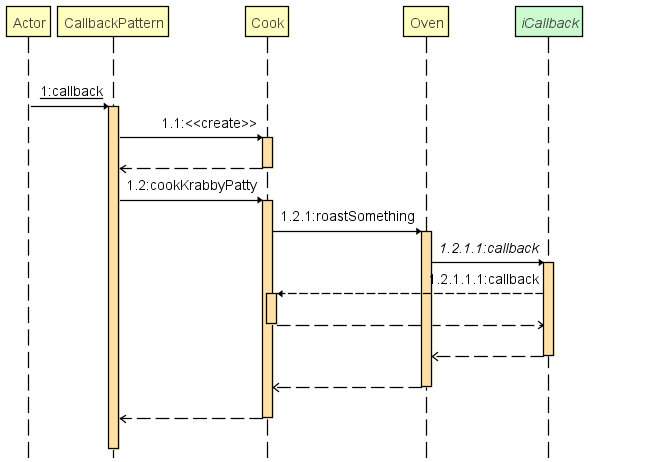 Actor
CallbackPattern
Cook
Oven
iCallback
1:callback
1.1:<<create>>
1.2:cookKrabbyPatty
1.2.1:roastSomething
1.2.1.1:callback
1.2.1.1.1:callback